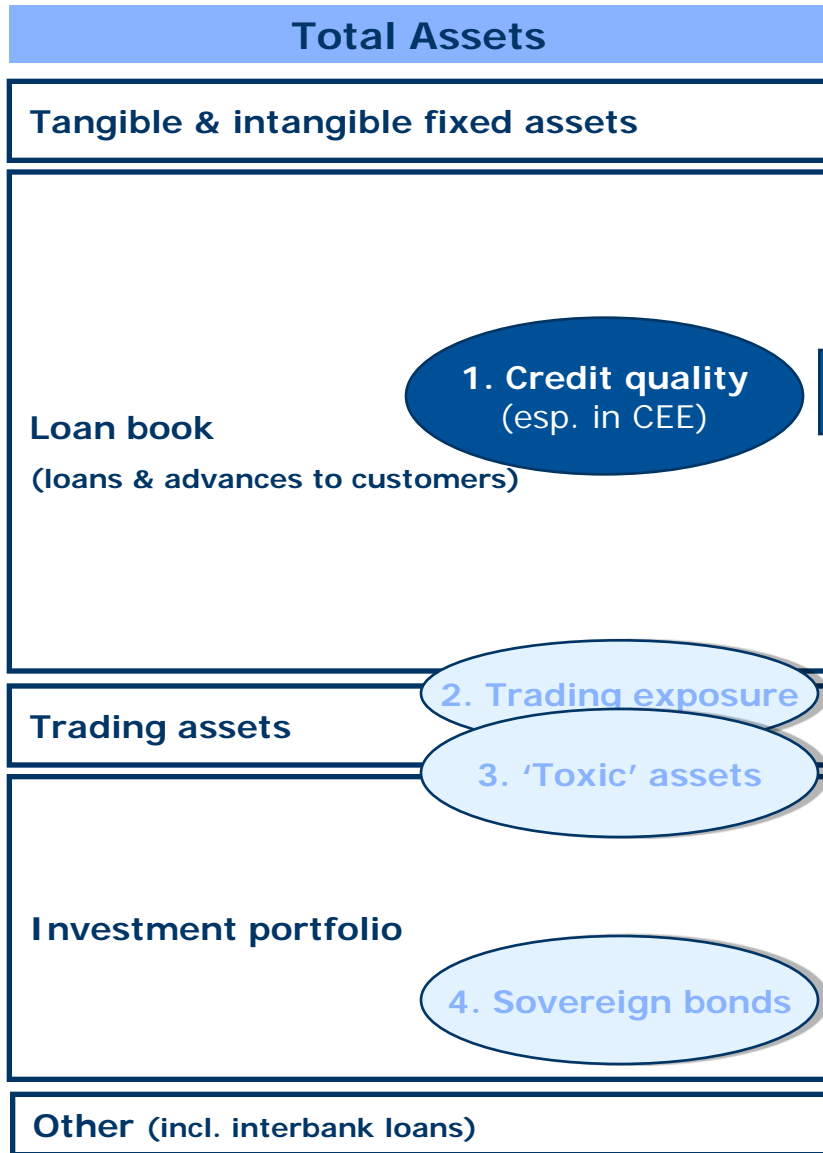 Total Assets
Tangible & intangible fixed assets
1. Credit quality
(esp. in CEE)
Loan book
(loans & advances to customers)
2. Trading exposure
Trading assets
3. ‘Toxic’ assets
Investment portfolio
4. Sovereign bonds
Other (incl. interbank loans)